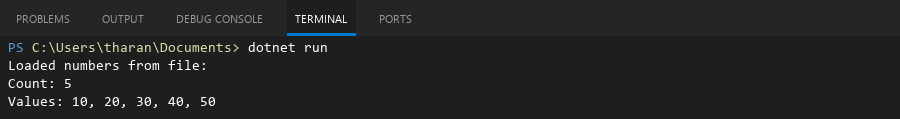 PROBLEMS OUTPUT DEBUG CONSOLE TERMINAL PORTS
PS C:\Users\tharan\Documents> dotnet run
Loaded numbers from file:
Count: 5
Values: 10, 20, 30, 40, 50